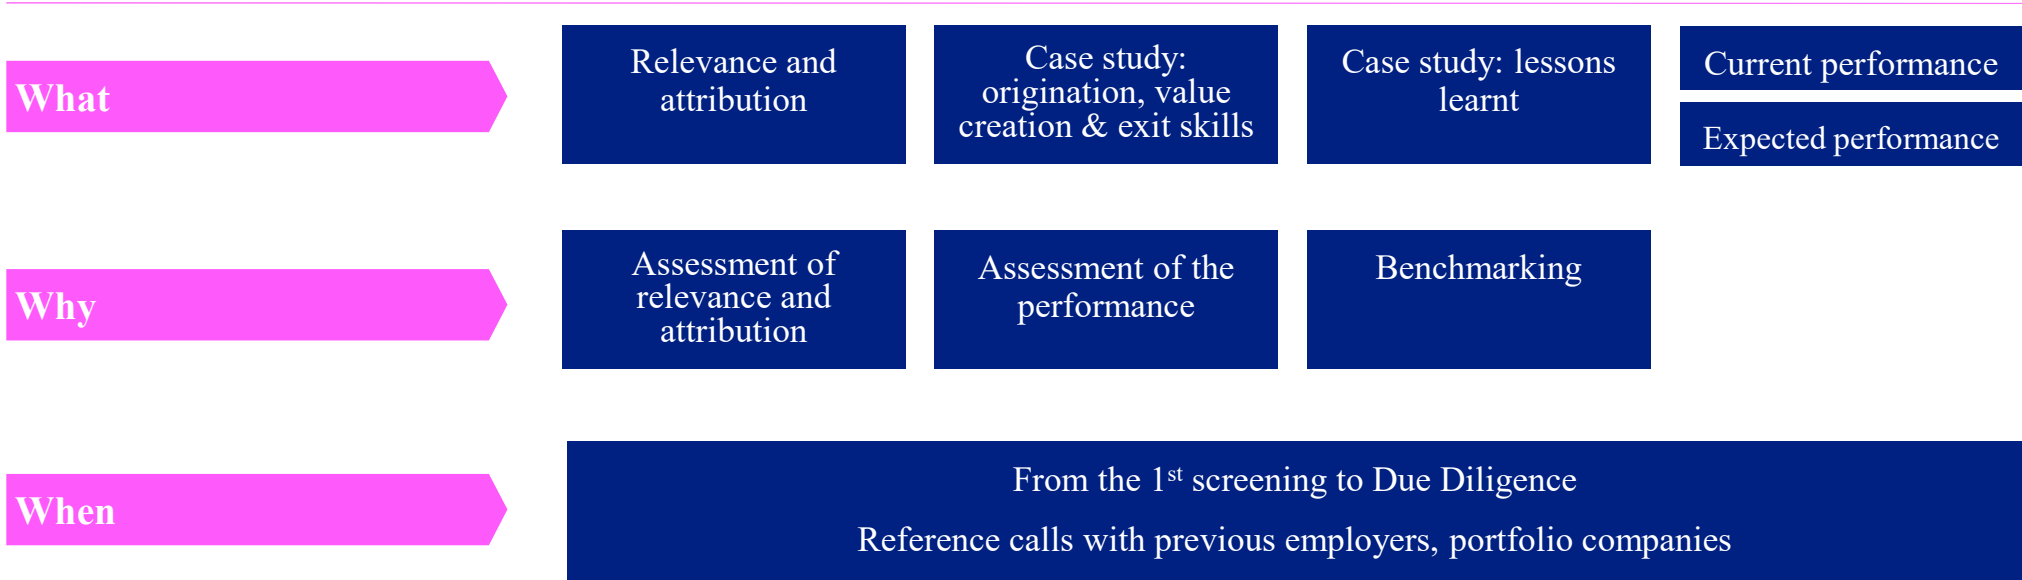 What
Relevance and
attribution
Case study:
origination, value
creation & exit skills
Case study: lessons
learnt
Current performance
Expected performance
Why
Assessment of
relevance and
attribution
Assessment of the
performance
Benchmarking
When
From the 1st screening to Due Diligence
Reference calls with previous employers, portfolio companies